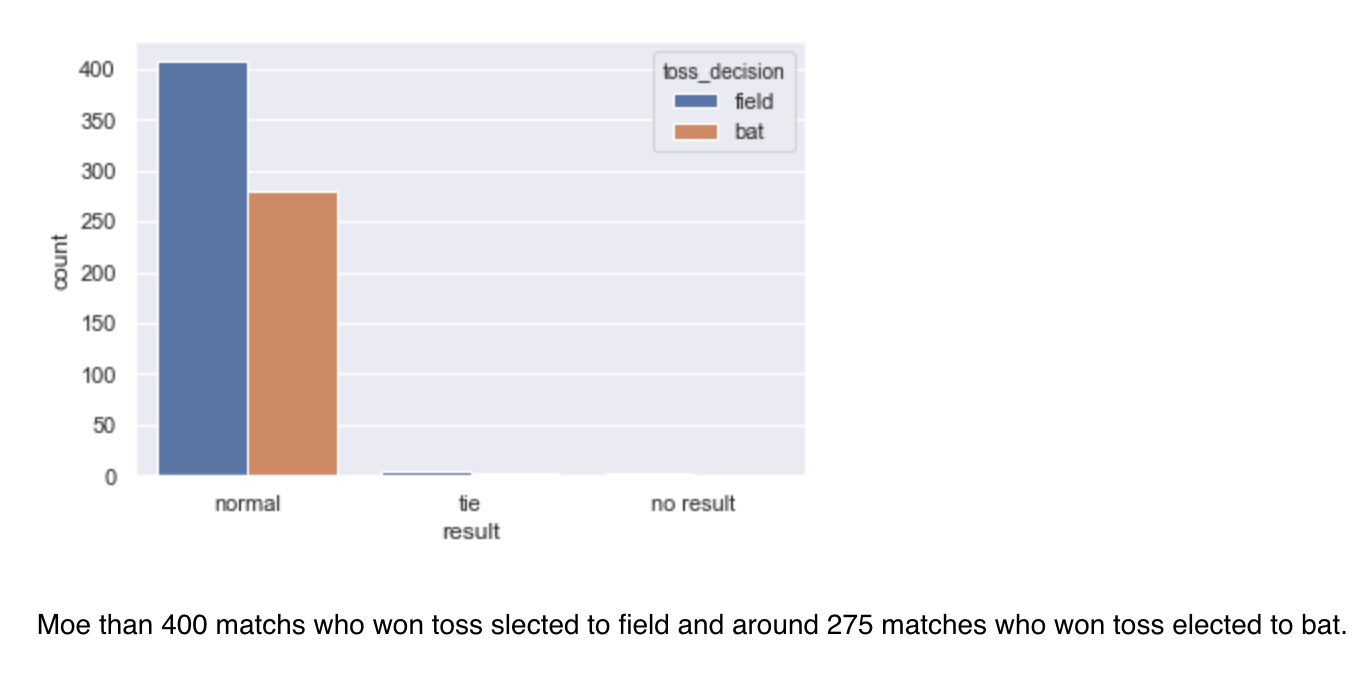 400
350
300
250
200
150
100
50
0
count
toss_decision
field
bat
normal
tie
no result
result
Moe than 400 matchs who won toss slected to field and around 275 matches who won toss elected to bat.